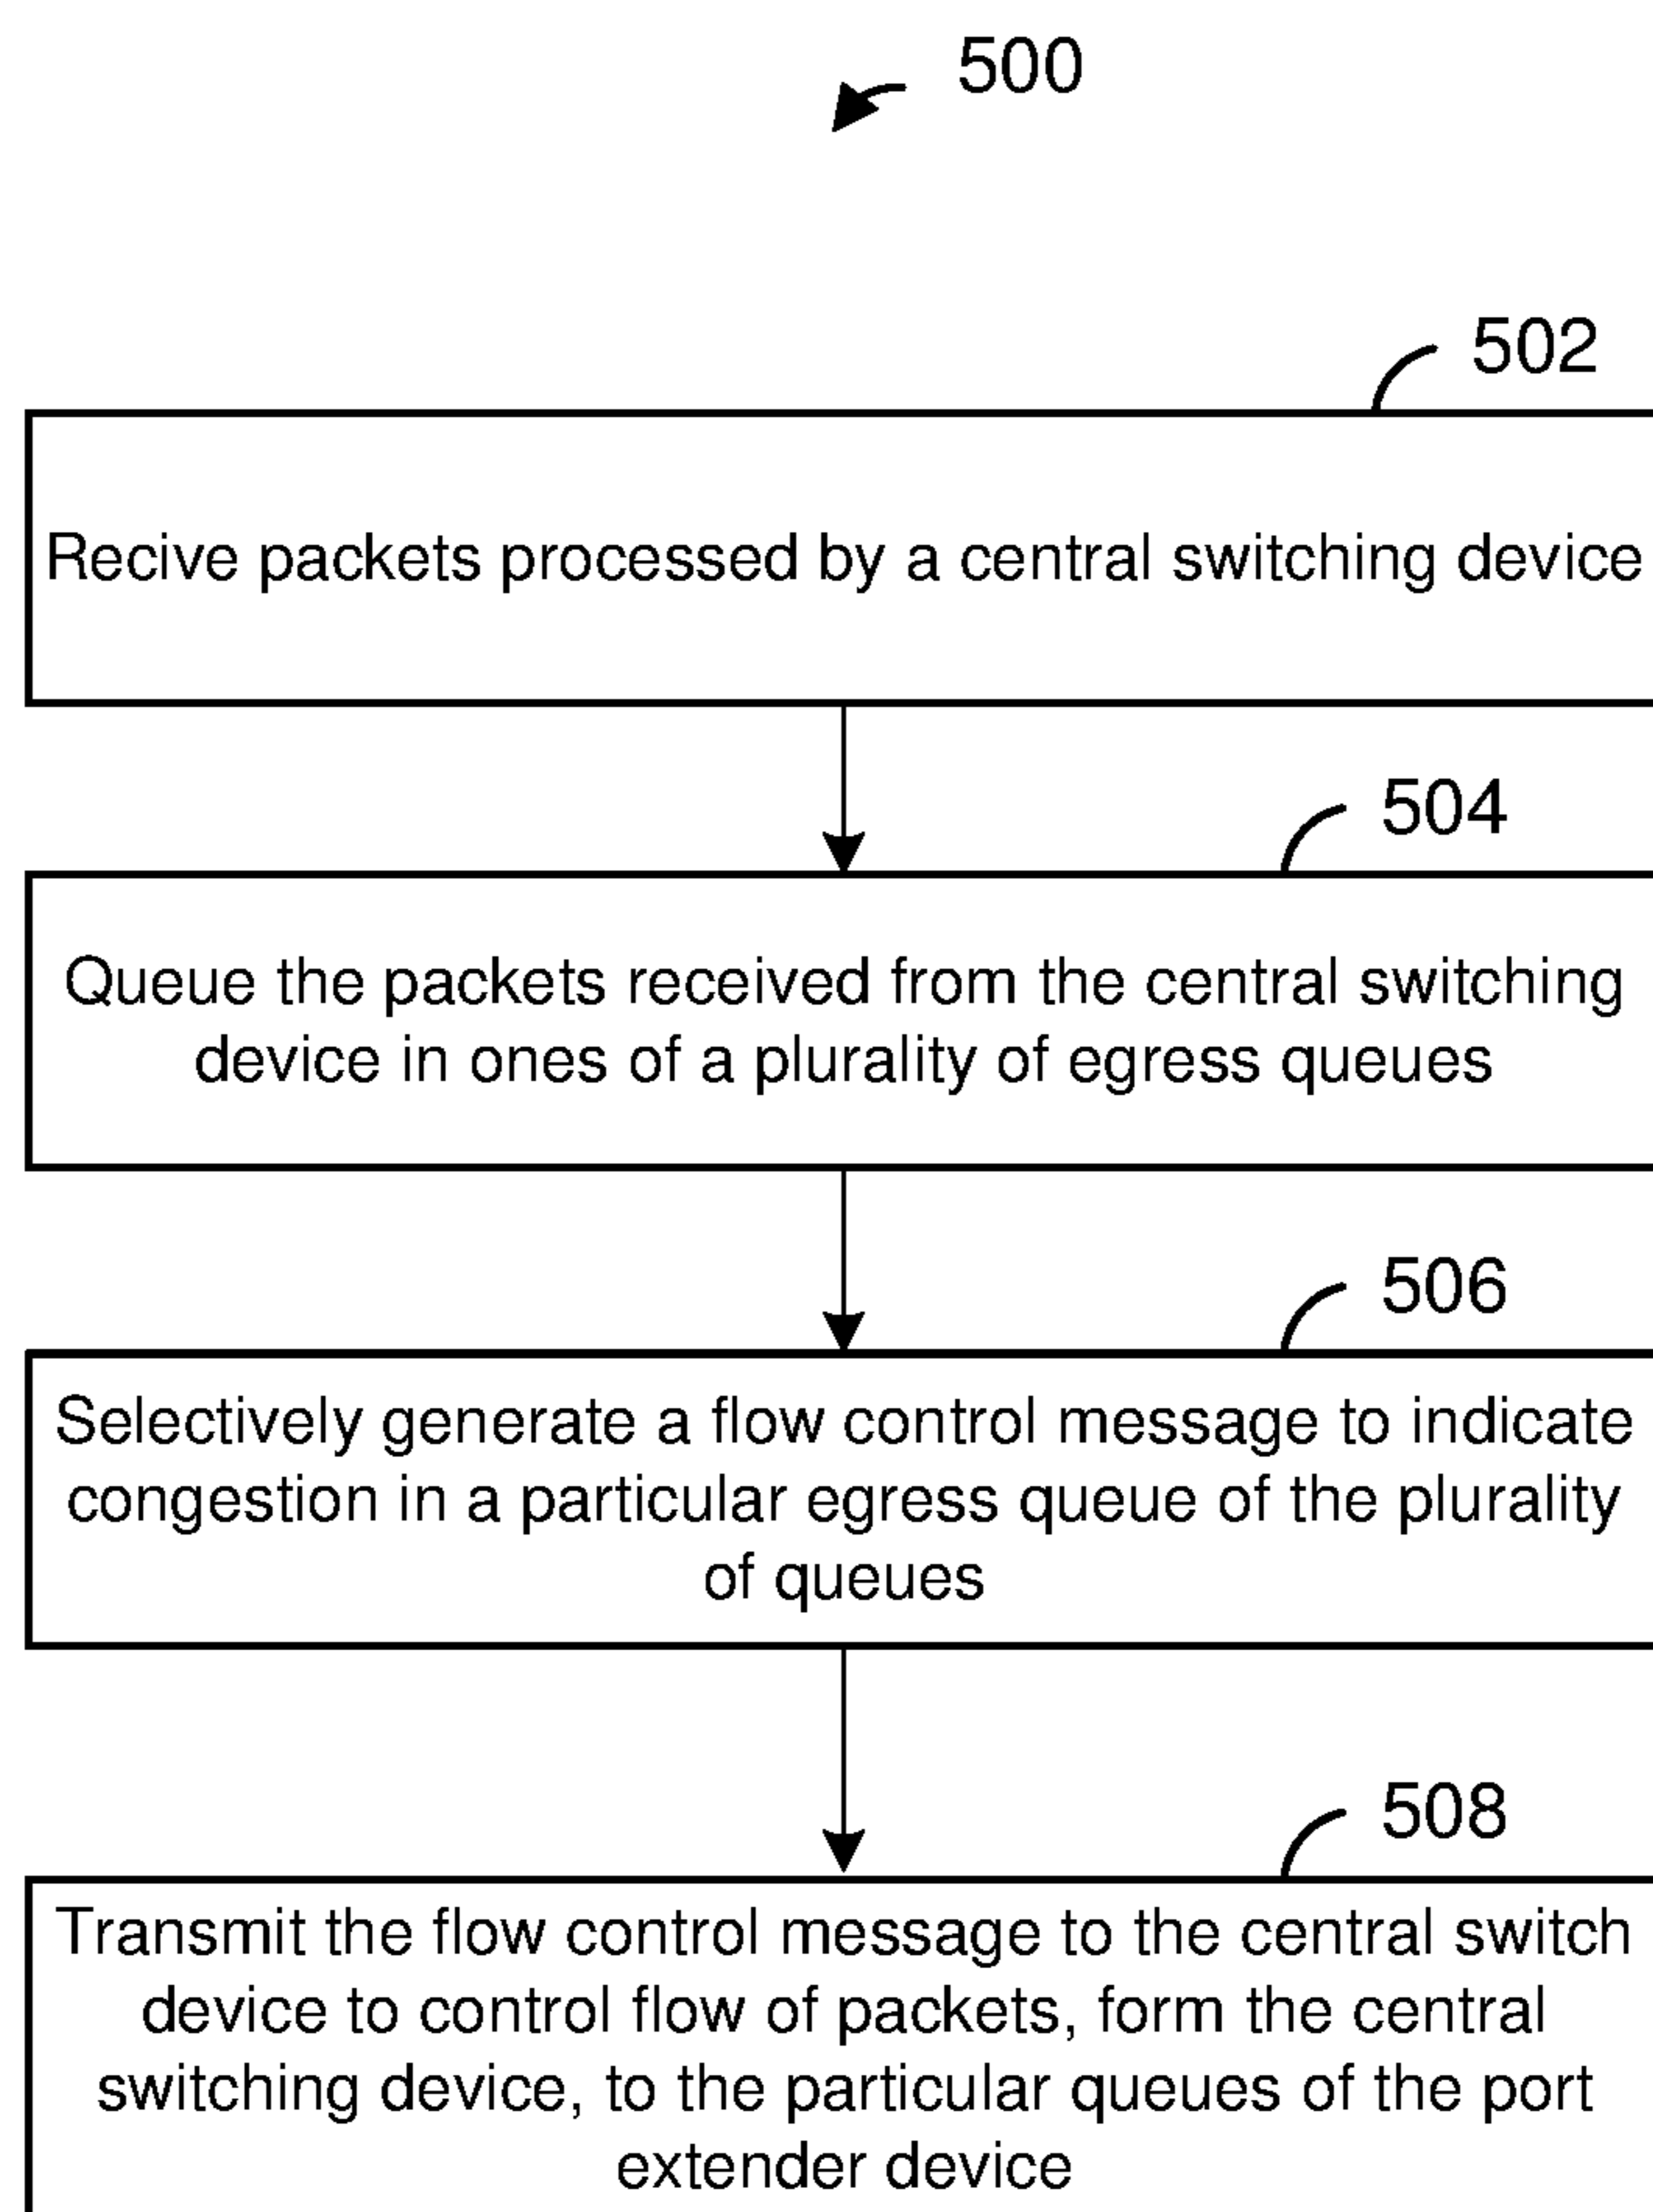 500
502
Recive packets processed by a central switching device
504
Queue the packets received from the central switching
device in ones of a plurality of egress queues
506
Selectively generate a flow control message to indicate
congestion in a particular egress queue of the plurality
of queues
508
Transmit the flow control message to the central switch
device to control flow of packets, form the central
switching device, to the particular queues of the port
extender device